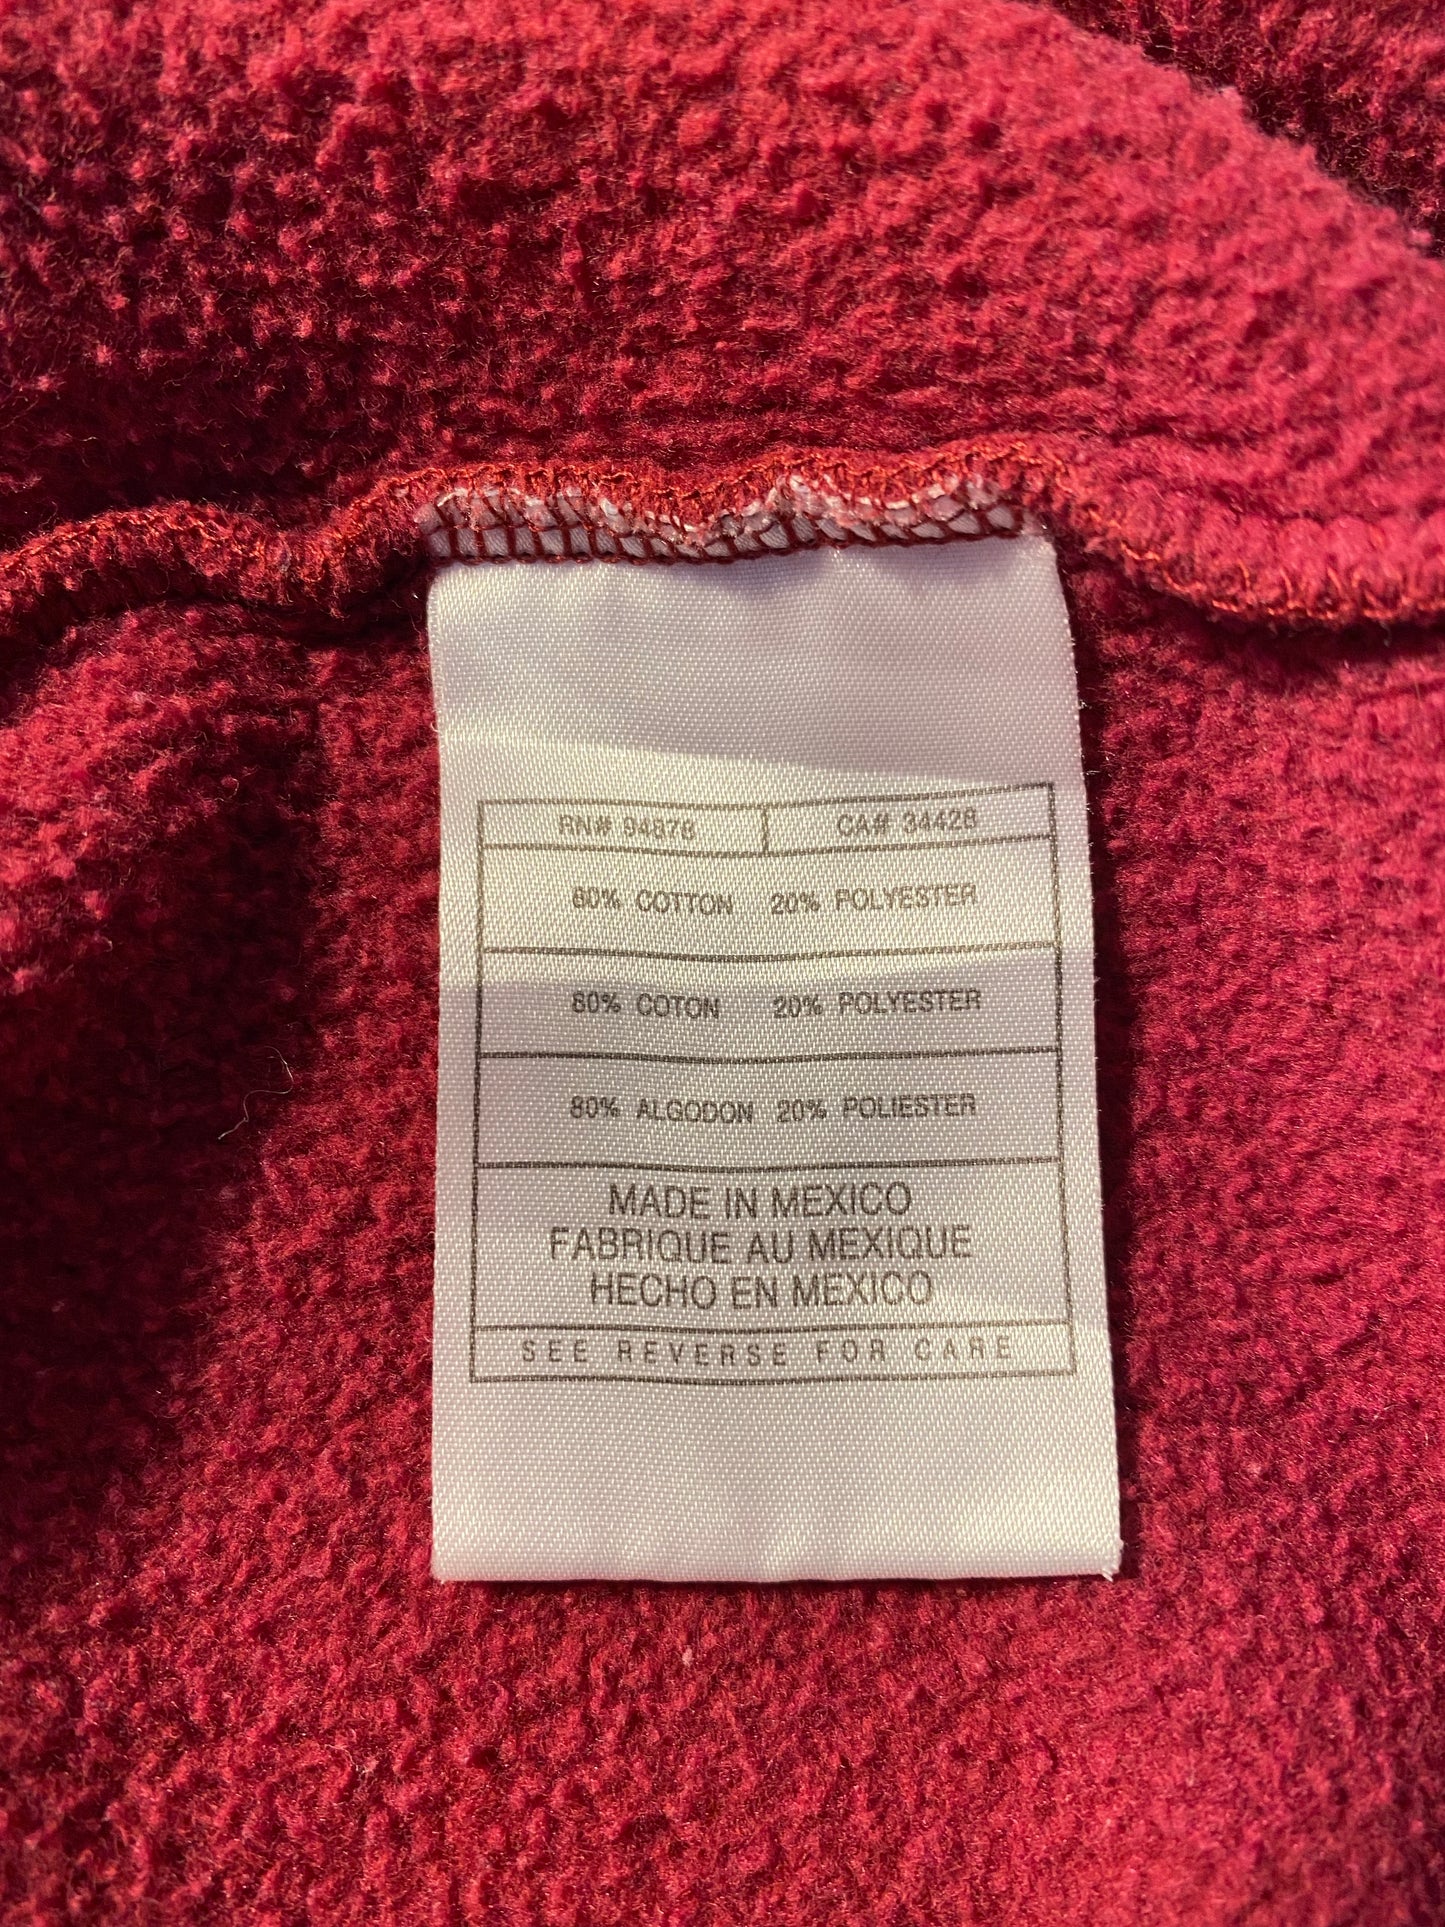 RN# 94878 CA# 34428
80% COTTON 20% POLYESTER
80% COTON 20% POLYESTER
80% ALGODON 20% POLIESTER
MADE IN MEXICO
FABRIQUE AU MEXIQUE
HECHO EN MEXICO
SEE REVERSE FOR CARE